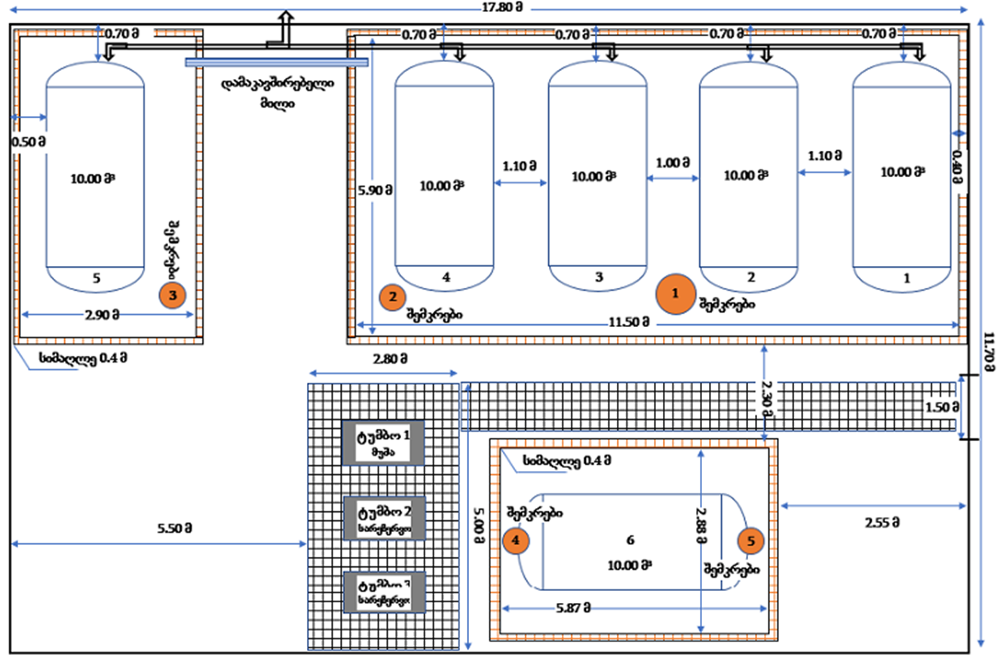 17.80 მ
0.70 მ
0.70 მ
0.70 მ
0.70 მ
0.70 მ
დამაკავშირებელი
მილი
0.50 მ
10.00 მ³
5.90 მ
10.00 მ³
1.10 მ
10.00 მ³
1.00 მ
10.00 მ³
1.10 მ
10.00 მ³
0.40 მ
შემკრები
5
3
2.90 მ
4
3
2
1
2
შემკრები
1
შემკრები
11.50 მ
სიმაღლე 0.4 მ
11.70 მ
2.80 მ
2.30 მ
1.50 მ
ტუმბო 1
მუშა
ტუმბო 2
სარეზერვო
ტუმბო
სარეზერვო
5.50 მ
5.00 მ
სიმაღლე 0.4 მ
შემკრები
4
6
10.00 მ³
2.88 მ
5
შემკრები
5.87 მ
2.55 მ